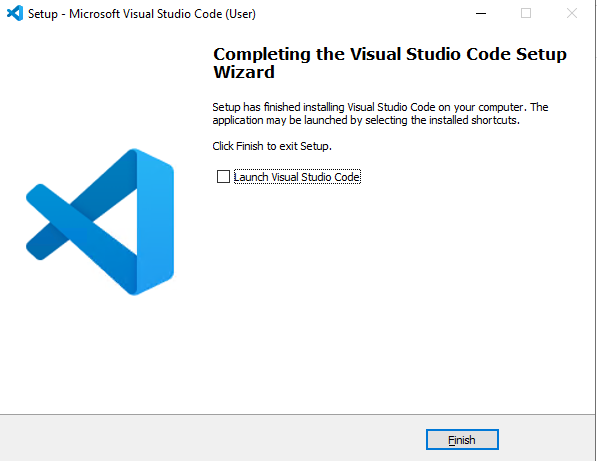 Setup - Microsoft Visual Studio Code (User)
Completing the Visual Studio Code Setup
Wizard
Setup has finished installing Visual Studio Code on your computer. The
application may be launched by selecting the installed shortcuts.
Click Finish to exit Setup.
Launch Visual Studio Code
Finish